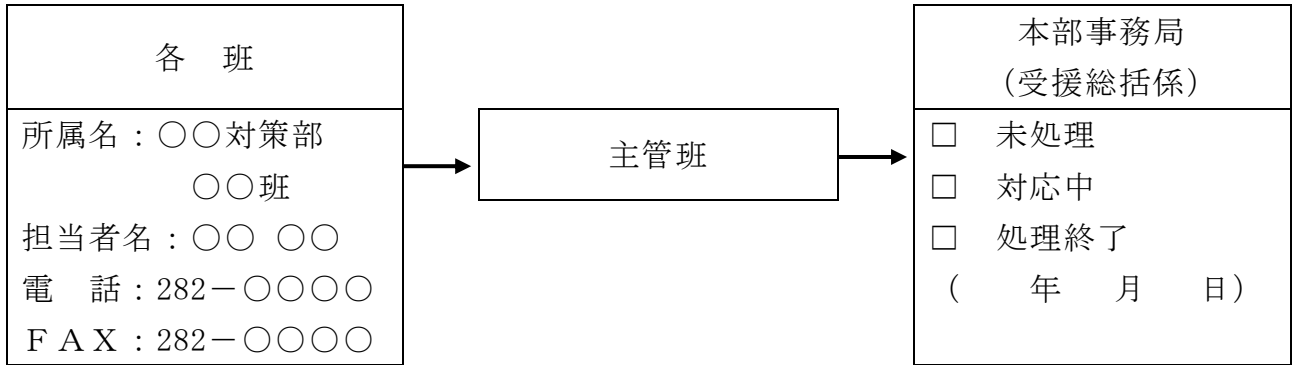 各　班
所属名：○○対策部
○○班
担当者名：○○ ○○
電　話：282－○○○○
ＦＡＸ：282－○○○○
主管班
本部事務局
（受援総括係）
□　未処理
□　対応中
□　処理終了
（　　年　月　　日）